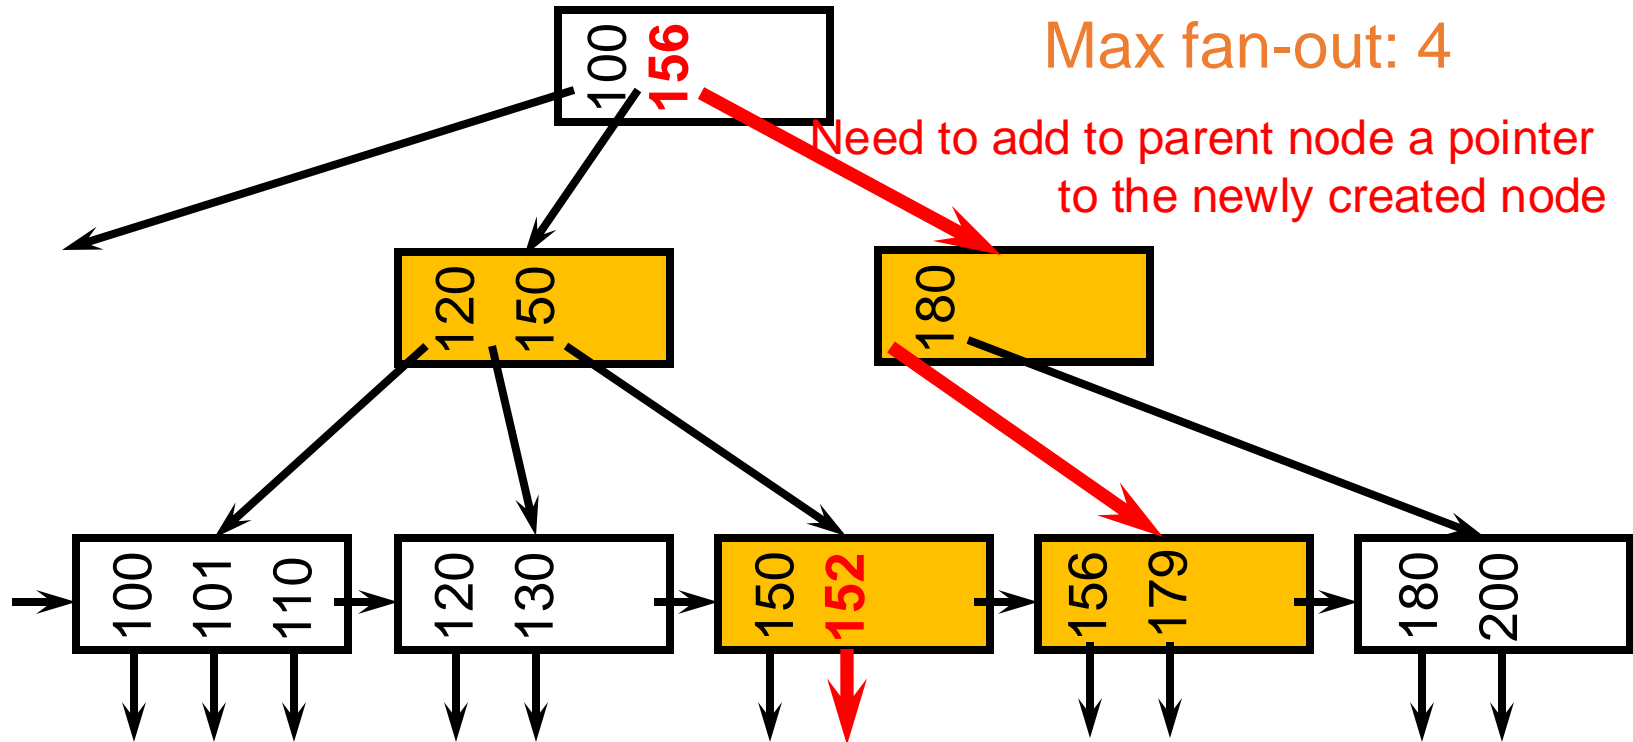 Max fan-out: 4
100 156
Need to add to parent node a pointer
to the newly created node
120 150
180
100 101 110
120 130
150 152
156 179
180 200